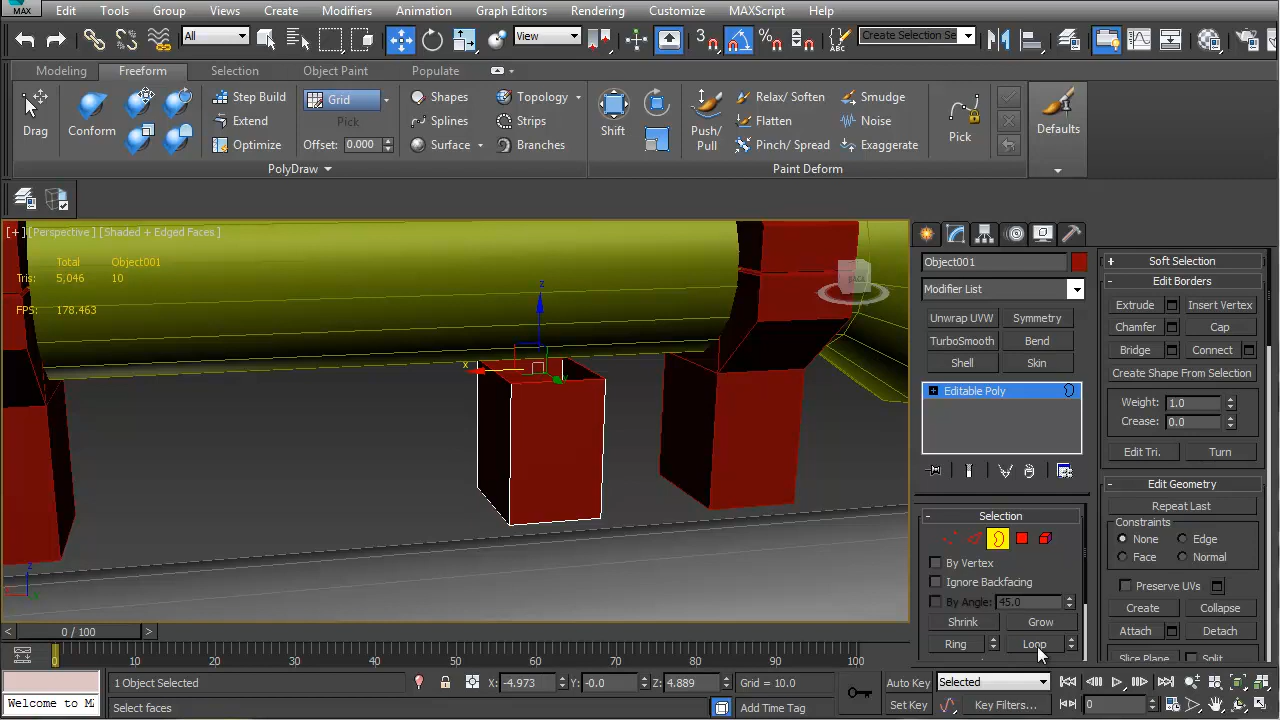 MAX Edit Tools Group Views Create Modifiers Animation Graph Editors Rendering Customize MAXScript Help
All View 3 Create Selection Se
Modeling Freeform Selection Object Paint Populate
Drag Conform Step Build Extend Optimize Grid Pick Offset: 0.000 Shapes Splines Surface Topology Strips Branches Shift Push/ Pull Relax/ Soften Flatten Pinch/ Spread Smudge Noise Exaggerate Pick Defaults
PolyDraw Paint Deform
[+] [Perspective ] [Shaded + Edged Faces ]
Total Object001
Tris: 5,046 10
FPS: 178.463
BACK
z
x
y
Object001
Modifier List
Unwrap UVW Symmetry
TurboSmooth Bend
Shell Skin
Editable Poly
Selection
By Vertex
Ignore Backfacing
By Angle: 45.0
Shrink Grow
Ring Loop
Soft Selection
Edit Borders
Extrude Insert Vertex
Chamfer Cap
Bridge Connect
Create Shape From Selection
Weight: 1.0
Crease: 0.0
Edit Tri. Turn
Edit Geometry
Repeat Last
Constraints
None Edge
Face Normal
Preserve UVs
Create Collapse
Attach Detach
Slice Plane Split
< 0 / 100 >
0 10 20 30 40 50 60 70 80 90 100
1 Object Selected X: -4.973 Y: -0.0 Z: 4.889 Grid = 10.0 Auto Key Selected
Welcome to M Select faces Add Time Tag Set Key Key Filters... 0